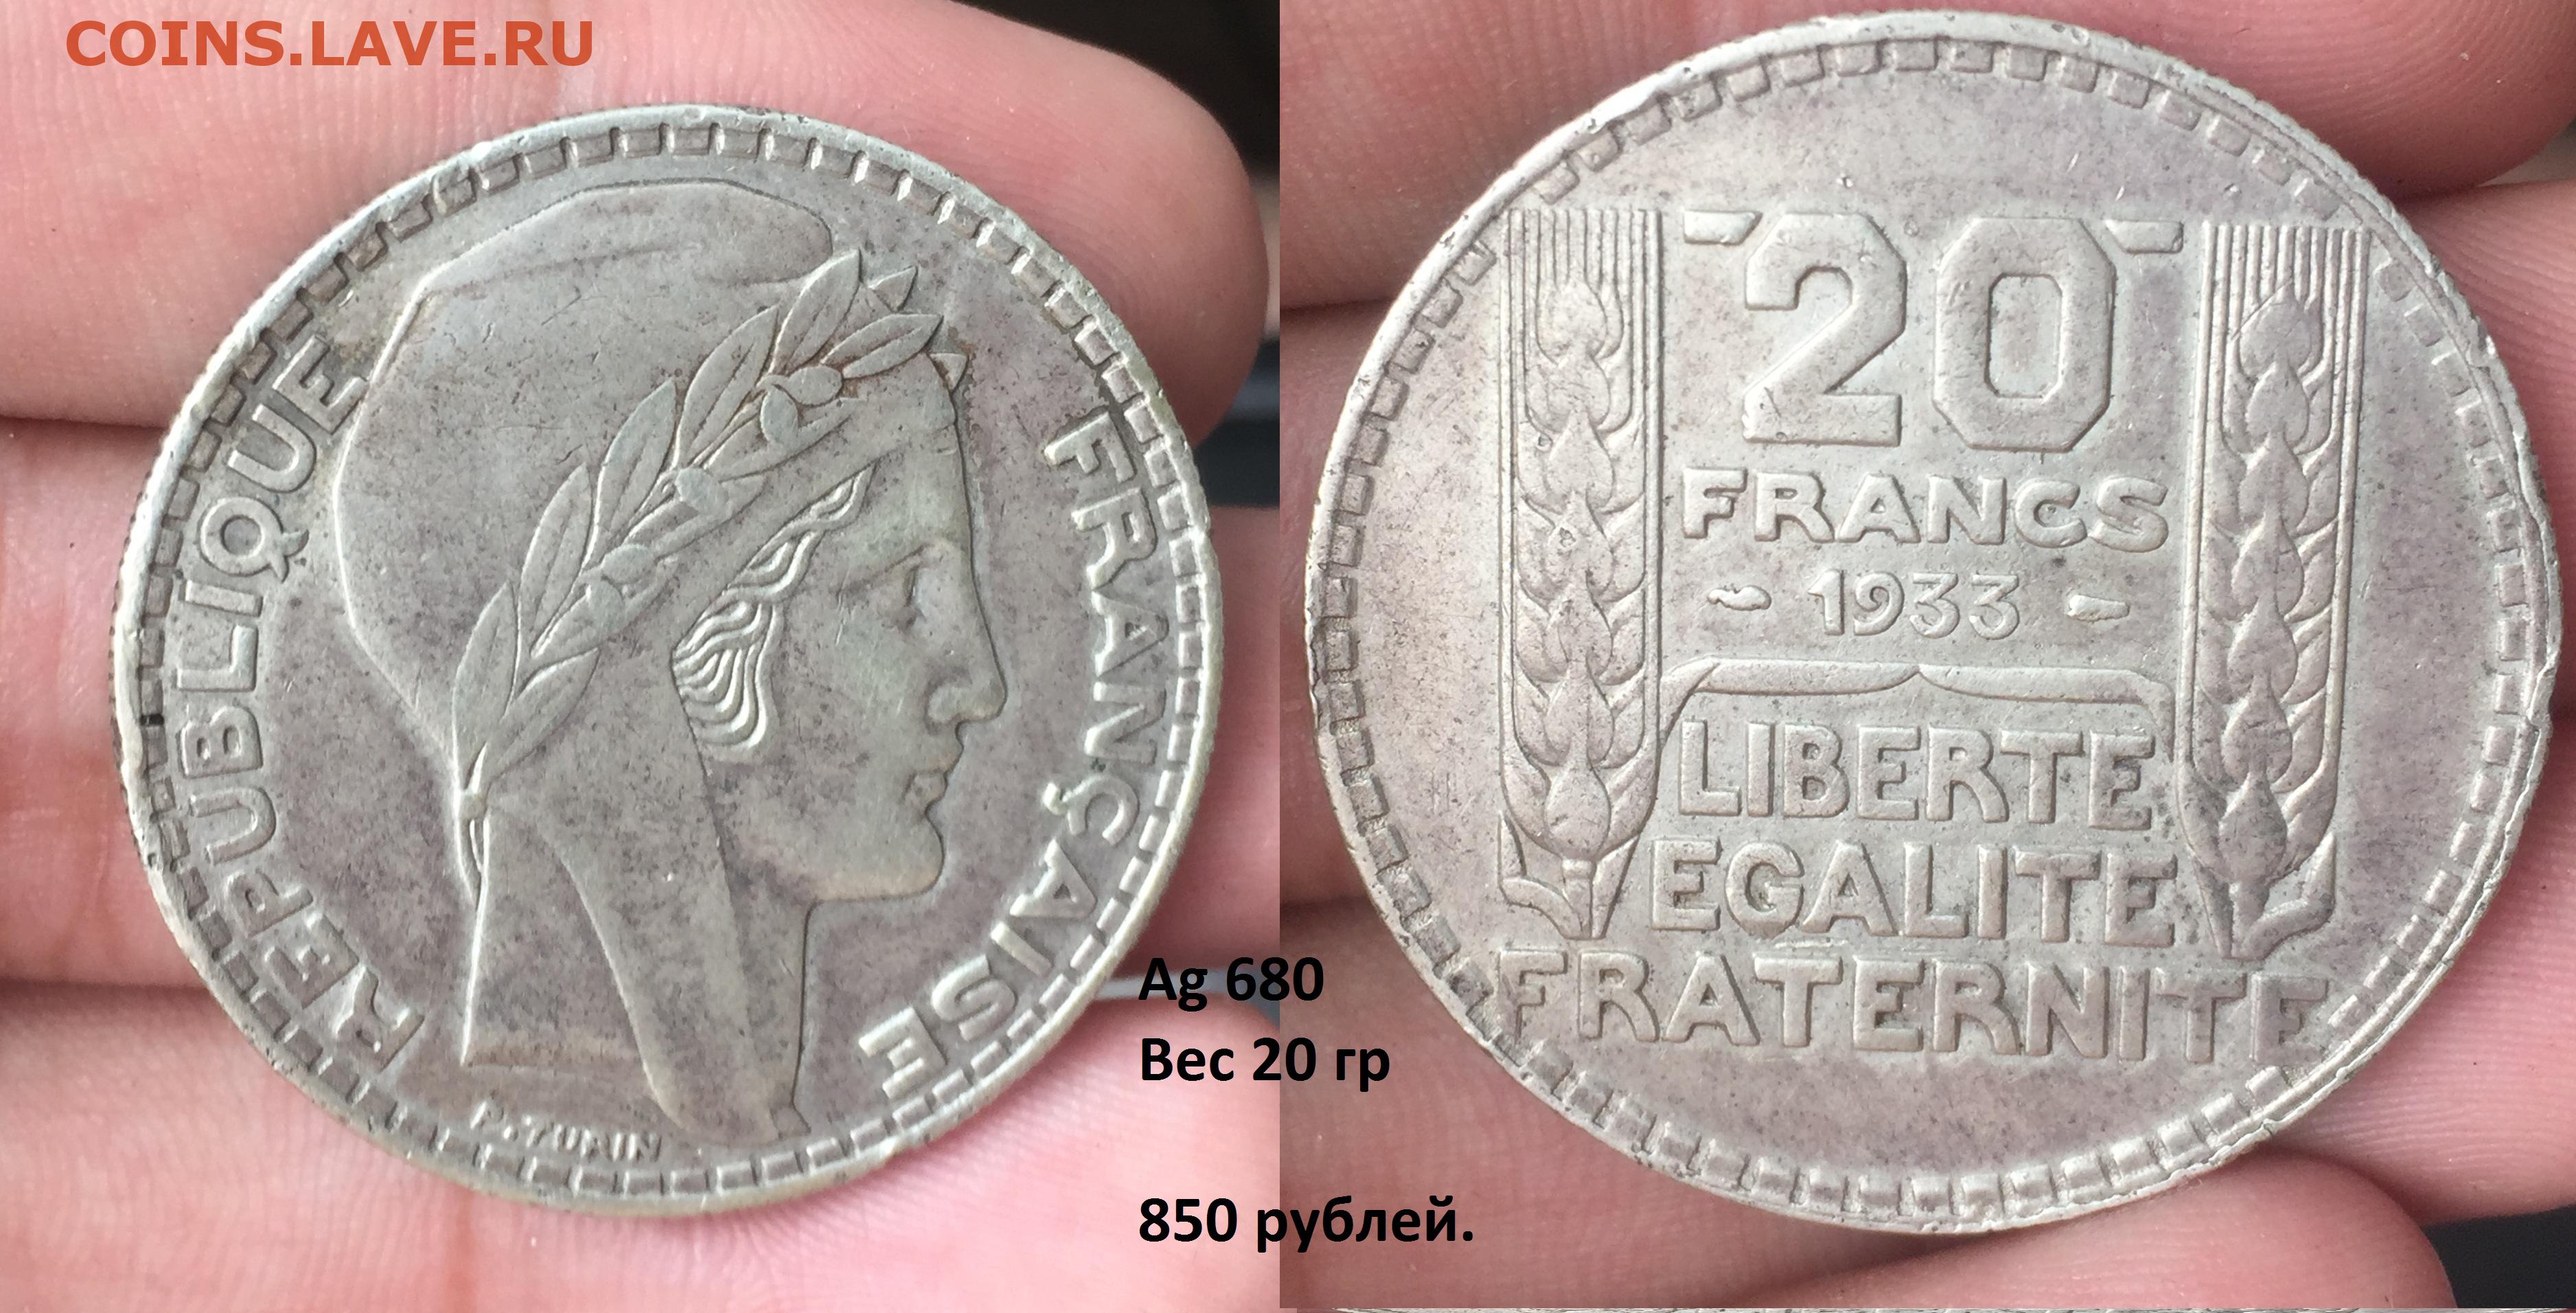 COINS.LAVE.RU
REPUBLIQUE FRANÇAISE
P.TURIN
20
FRANCS
1933
LIBERTE
EGALITE
FRATERNITE
Ag 680
Вес 20 гр
850 рублей.